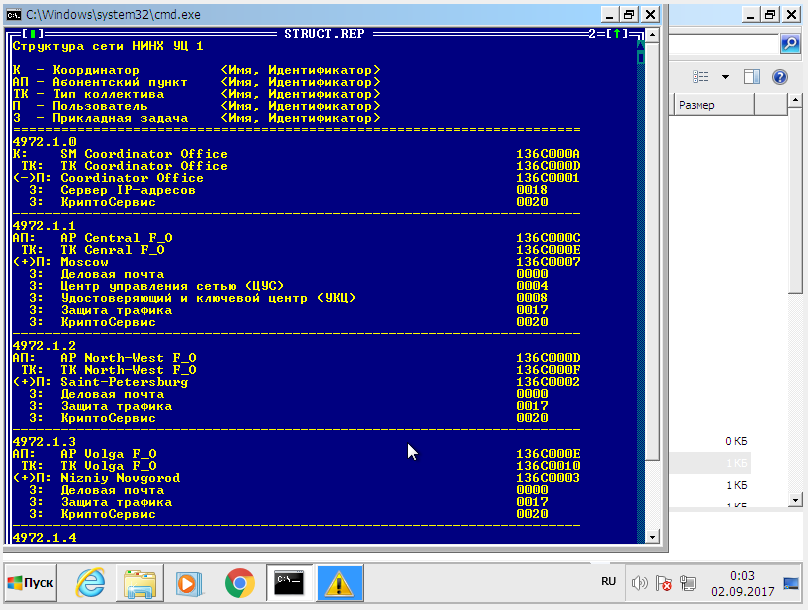 C:\Windows\system32\cmd.exe
STRUCT.REP 2=[↑]
Структура сети НИНХ УЦ 1
К - Координатор <Имя, Идентификатор>
АП - Абонентский пункт <Имя, Идентификатор>
ТК - Тип коллектива <Имя, Идентификатор>
П - Пользователь <Имя, Идентификатор>
З - Прикладная задача <Имя, Идентификатор>
4972.1.0
К: SM Coordinator Office 136C000A
ТК: TK Coordinator Office 136C000D
(-)П: Coordinator Office 136C0001
З: Сервер IP-адресов 0018
З: КриптоСервис 0020
4972.1.1
АП: AP Central F_O 136C000C
ТК: TK Cenral F_O 136C000E
(+)П: Moscow 136C0007
З: Деловая почта 0000
З: Центр управления сетью (ЦУС) 0004
З: Удостоверяющий и ключевой центр (УКЦ) 0008
З: Защита трафика 0017
З: КриптоСервис 0020
4972.1.2
АП: AP North-West F_O 136C000D
ТК: TK North-West F_O 136C000F
(+)П: Saint-Petersburg 136C0002
З: Деловая почта 0000
З: Защита трафика 0017
З: КриптоСервис 0020
4972.1.3
АП: AP Volga F_O 136C000E
ТК: TK Volga F_O 136C0010
(+)П: Nizniy Novgorod 136C0003
З: Деловая почта 0000
З: Защита трафика 0017
З: КриптоСервис 0020
4972.1.4
Размер
0 КБ
1 КБ
1 КБ
1 КБ
Пуск
RU
0:03
02.09.2017